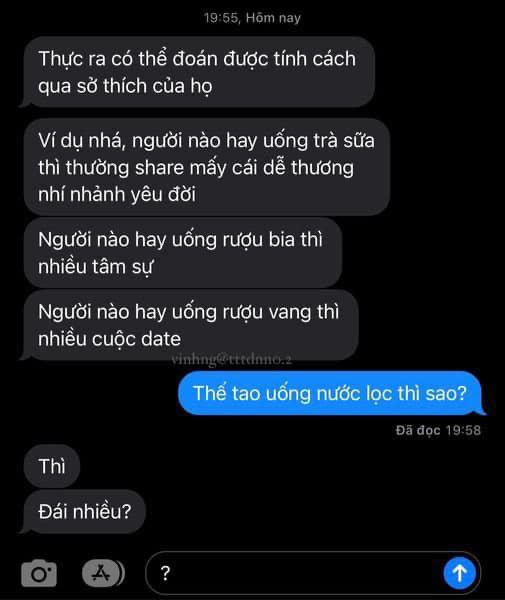 19:55, Hôm nay
Thực ra có thể đoán được tính cách
qua sở thích của họ
Ví dụ nhá, người nào hay uống trà sữa
thì thường share mấy cái dễ thương
nhí nhảnh yêu đời
Người nào hay uống rượu bia thì
nhiều tâm sự
Người nào hay uống rượu vang thì
nhiều cuộc date
vinhng@tttdnn0.2
Thế tao uống nước lọc thì sao?
Đã đọc 19:58
Thì
Đái nhiều?
?